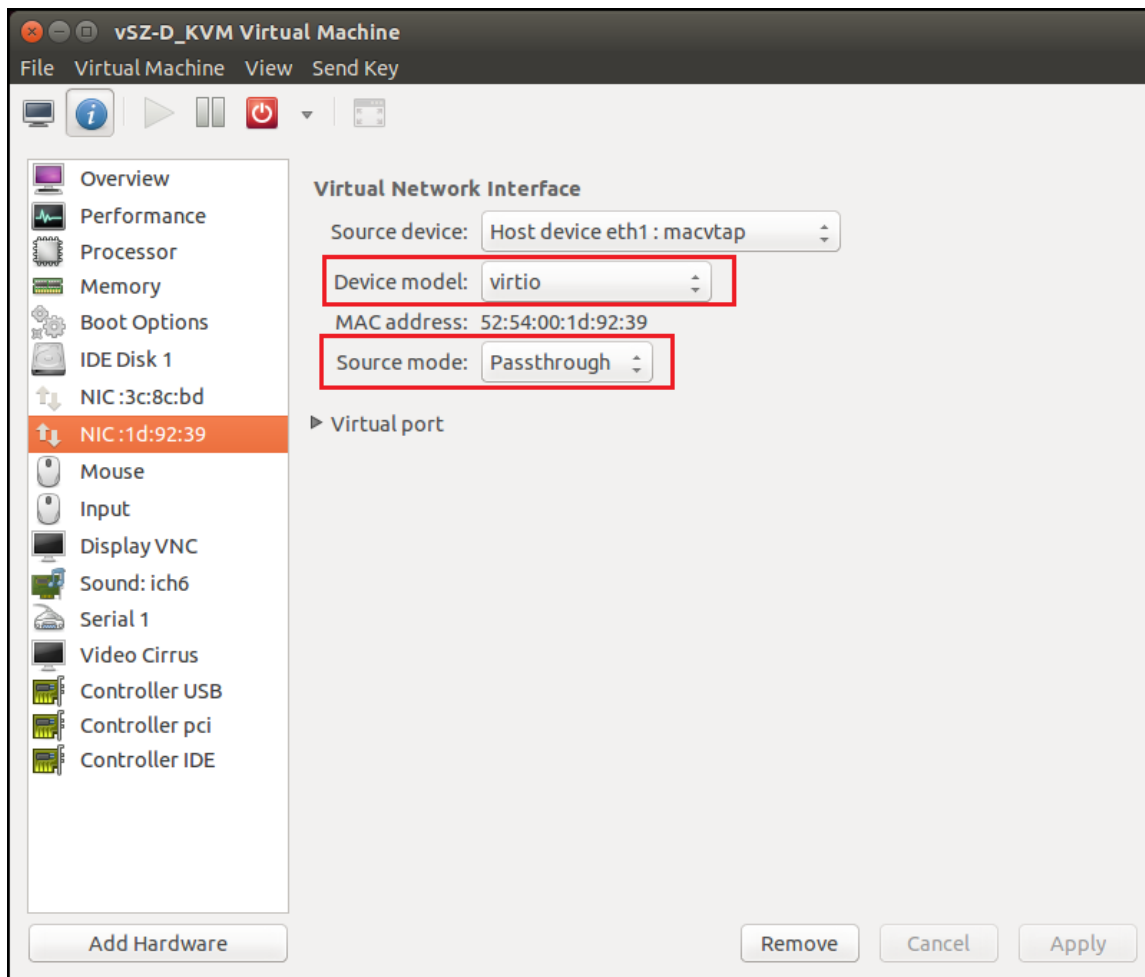 vSZ-D_KVM Virtual Machine
File Virtual Machine View Send Key
Overview
Performance
Processor
Memory
Boot Options
IDE Disk 1
NIC :3c:8c:bd
NIC :1d:92:39
Mouse
Input
Display VNC
Sound: ich6
Serial 1
Video Cirrus
Controller USB
Controller pci
Controller IDE
Add Hardware
Virtual Network Interface
Source device: Host device eth1 : macvtap
Device model: virtio
MAC address: 52:54:00:1d:92:39
Source mode: Passthrough
Virtual port
Remove Cancel Apply